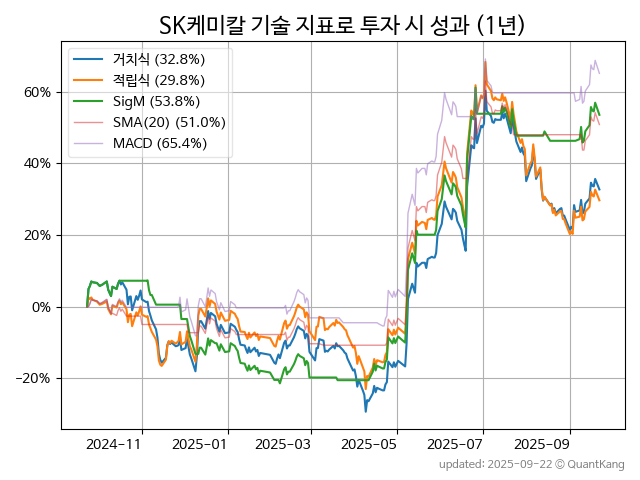 SK케미칼 기술 지표로 투자 시 성과 (1년)
거치식 (32.8%)
적립식 (29.8%)
SigM (53.8%)
SMA(20) (51.0%)
MACD (65.4%)
60%
40%
20%
0%
−20%
2024-11 2025-01 2025-03 2025-05 2025-07 2025-09
updated: 2025-09-22 © QuantKang